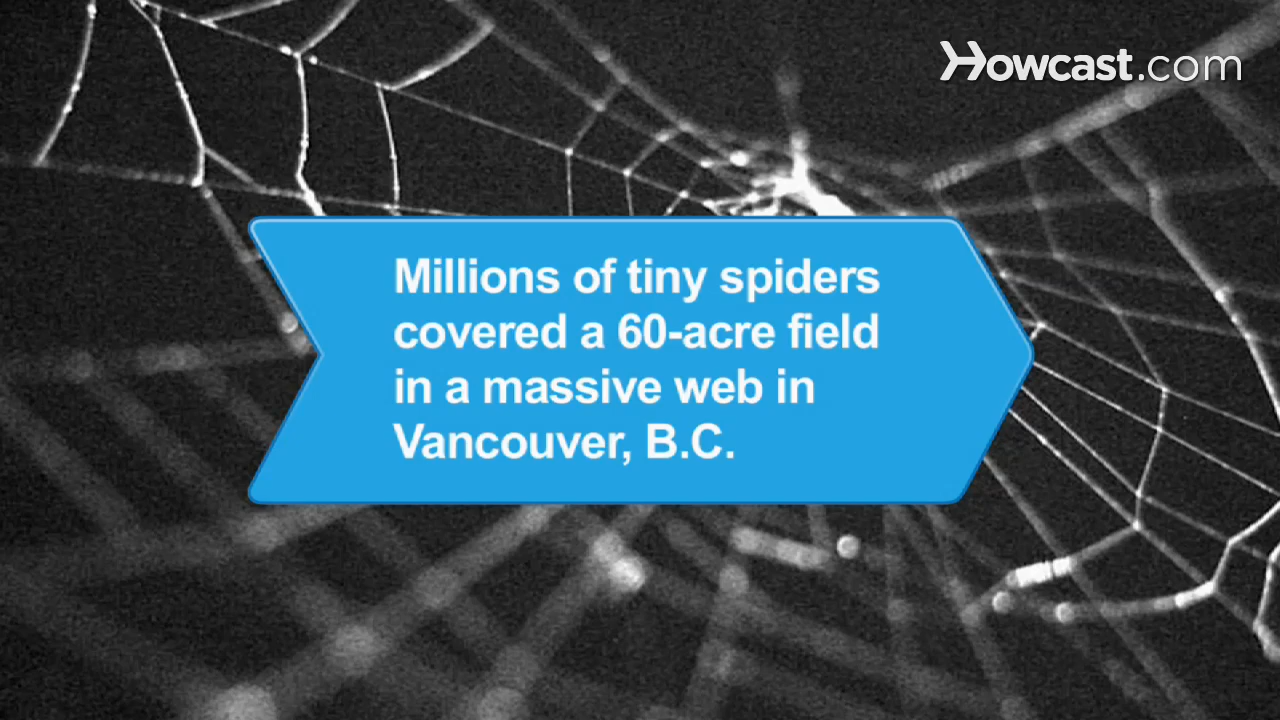 Howcast.com
Millions of tiny spiders
covered a 60-acre field
in a massive web in
Vancouver, B.C.